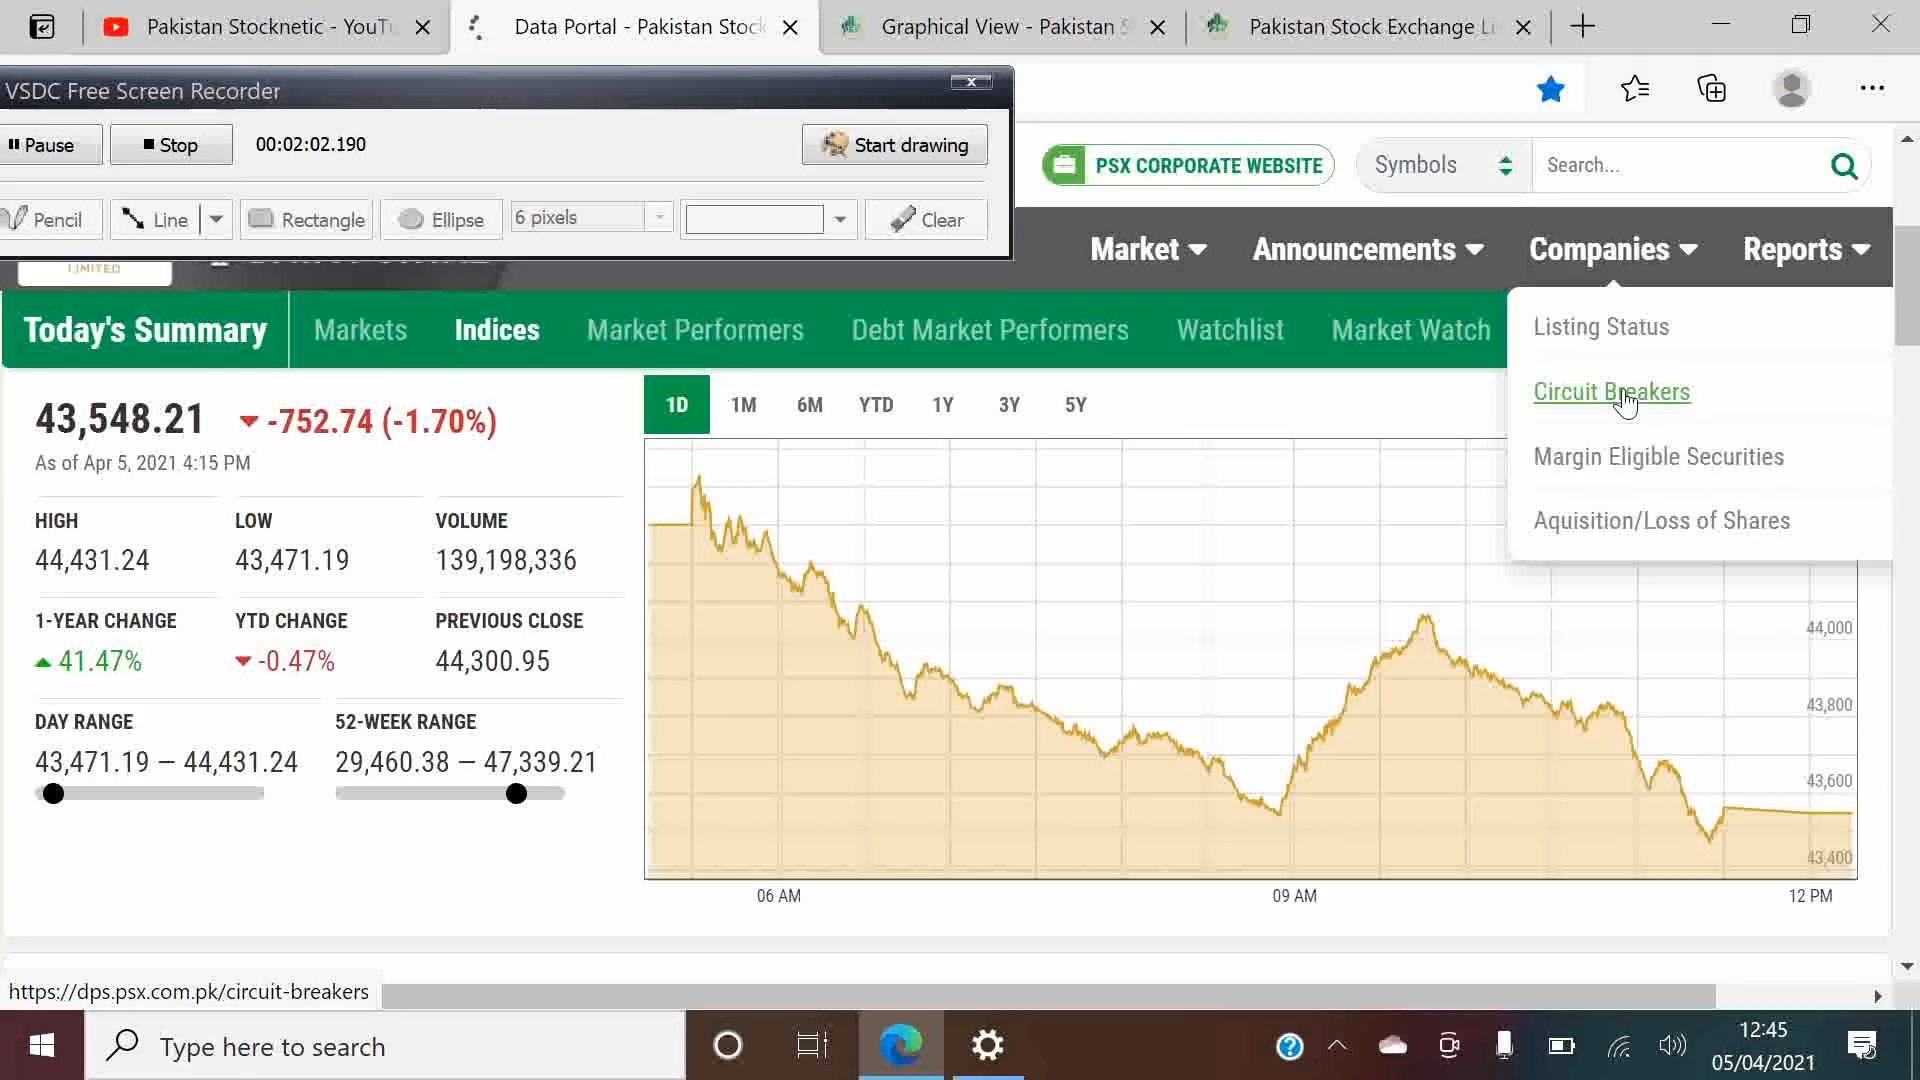 Pakistan Stocknetic - YouTu
Data Portal - Pakistan Stock
Graphical View - Pakistan S
Pakistan Stock Exchange Li
VSDC Free Screen Recorder
Pause
Stop
00:02:02.190
Start drawing
Pencil
Line
Rectangle
Ellipse
6 pixels
Clear
PSX CORPORATE WEBSITE
Symbols
Search...
LIMITED
Market
Announcements
Companies
Reports
Today's Summary
Markets
Indices
Market Performers
Debt Market Performers
Watchlist
Market Watch
Listing Status
Circuit Breakers
Margin Eligible Securities
Aquisition/Loss of Shares
43,548.21
-752.74 (-1.70%)
As of Apr 5, 2021 4:15 PM
HIGH
44,431.24
LOW
43,471.19
VOLUME
139,198,336
1-YEAR CHANGE
41.47%
YTD CHANGE
-0.47%
PREVIOUS CLOSE
44,300.95
DAY RANGE
43,471.19 — 44,431.24
52-WEEK RANGE
29,460.38 — 47,339.21
1D
1M
6M
YTD
1Y
3Y
5Y
44,000
43,800
43,600
43,400
06 AM
09 AM
12 PM
https://dps.psx.com.pk/circuit-breakers
Type here to search
12:45
05/04/2021